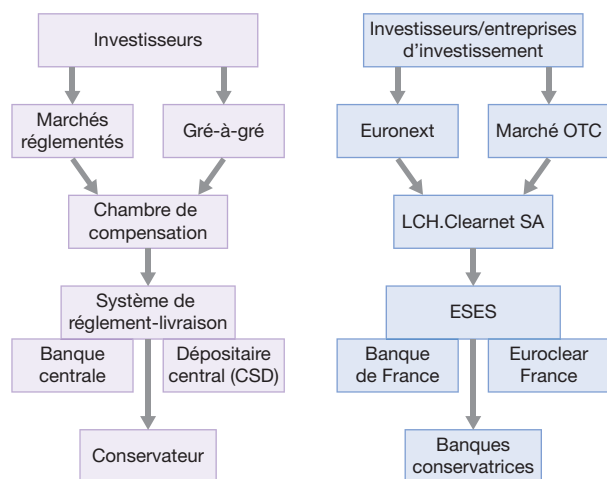 Investisseurs
Marchés
réglementés
Gré-à-gré
Chambre de
compensation
Système de
réglement-livraison
Banque
centrale
Dépositaire
central (CSD)
Conservateur
Investisseurs/entreprises
d’investissement
Euronext
Marché OTC
LCH.Clearnet SA
ESES
Banque
de France
Euroclear
France
Banques
conservatrices